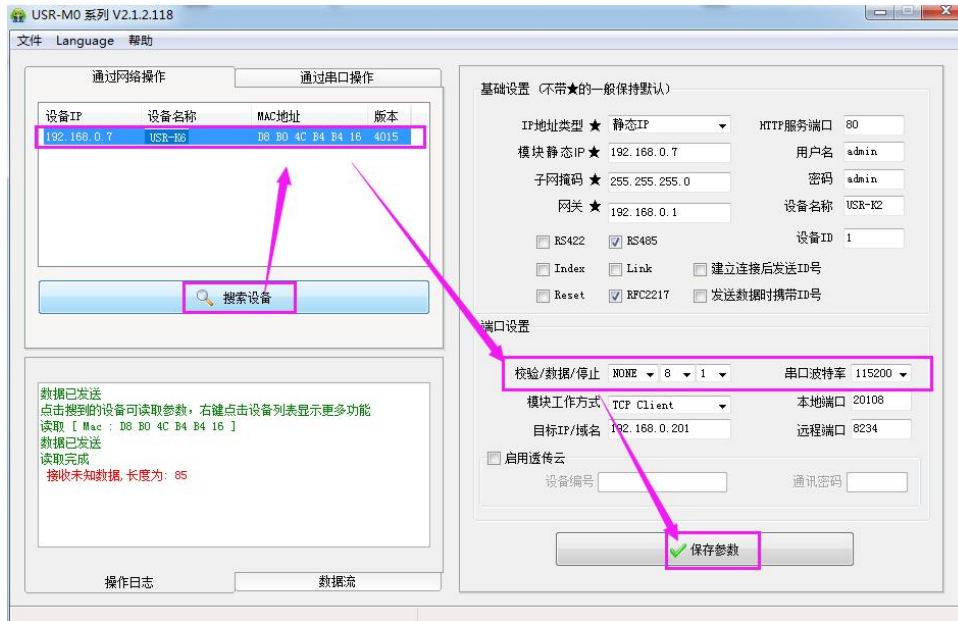 USR-M0 系列 V2.1.2.118
文件 Language 帮助
通过网络操作 通过串口操作
设备IP 设备名称 MAC地址 版本
192.168.0.7 USR-K6 D8 B0 4C B4 B4 16 4015
搜索设备
数据已发送
点击搜到的设备可读取参数，右键点击设备列表显示更多功能
读取 [ Mac : D8 B0 4C B4 B4 16 ]
数据已发送
读取完成
接收未知数据,长度为: 85
操作日志 数据流
基础设置（不带★的一般保持默认）
IP地址类型 ★ 静态IP HTTP服务端口 80
模块静态IP★ 192.168.0.7 用户名 admin
子网掩码 ★ 255.255.255.0 密码 admin
网关 ★ 192.168.0.1 设备名称 USR-K2
RS422 RS485 设备ID 1
Index Link 建立连接后发送ID号
Reset RFC2217 发送数据时携带ID号
端口设置
校验/数据/停止 NONE 8 1 串口波特率 115200
模块工作方式 TCP Client 本地端口 20108
目标IP/域名 192.168.0.201 远程端口 8234
启用透传云
设备编号 通讯密码
保存参数